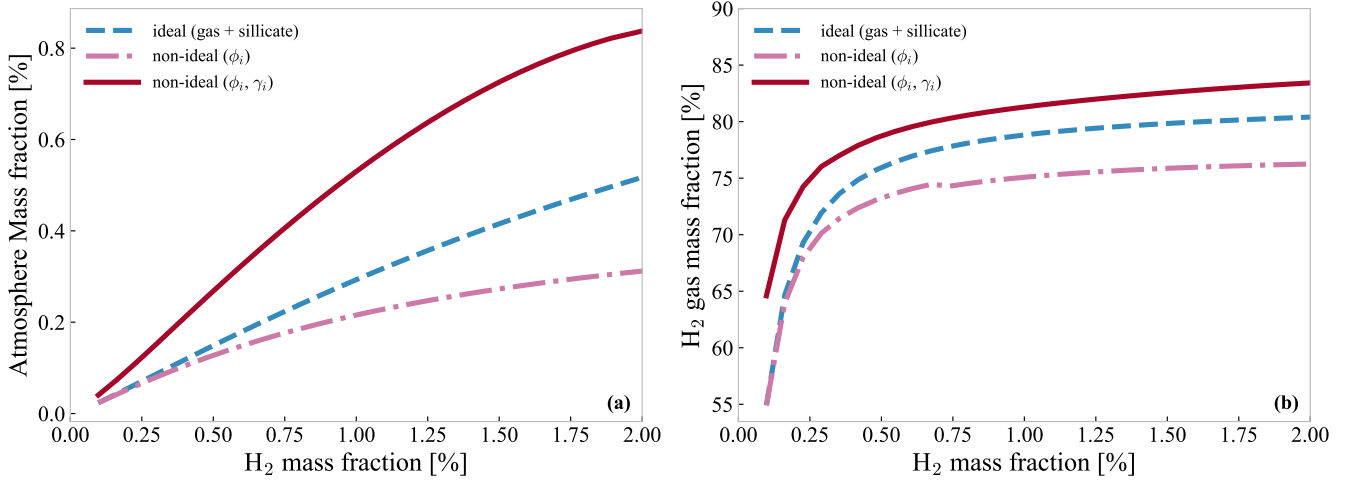 ideal (gas + sillicate)
non-ideal (ϕᵢ)
non-ideal (ϕᵢ, γᵢ)
Atmosphere Mass fraction [%]
0.8
0.6
0.4
0.2
0.0
0.00 0.25 0.50 0.75 1.00 1.25 1.50 1.75 2.00
H₂ mass fraction [%]
(a)
ideal (gas + sillicate)
non-ideal (ϕᵢ)
non-ideal (ϕᵢ, γᵢ)
H₂ gas mass fraction [%]
90
85
80
75
70
65
60
55
0.00 0.25 0.50 0.75 1.00 1.25 1.50 1.75 2.00
H₂ mass fraction [%]
(b)